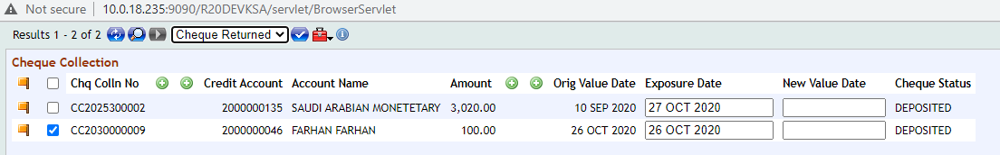 Not secure | 10.0.18.235:9090/R20DEVKSA/servlet/BrowserServlet
Results 1 - 2 of 2 Cheque Returned
Cheque Collection
Chq Colln No Credit Account Account Name Amount Orig Value Date Exposure Date New Value Date Cheque Status
CC2025300002 2000000135 SAUDI ARABIAN MONETETARY 3,020.00 10 SEP 2020 27 OCT 2020 DEPOSITED
CC2030000009 2000000046 FARHAN FARHAN 100.00 26 OCT 2020 26 OCT 2020 DEPOSITED